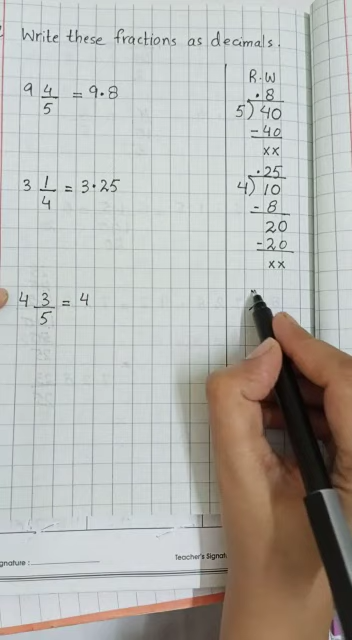 Write these fractions as decimals.
9 4/5 = 9.8
3 1/4 = 3.25
4 3/5 = 4
R.W
.8
5)40
-40
xx
.25
4)10
-8
20
-20
xx
gnature :
Teacher's Signat